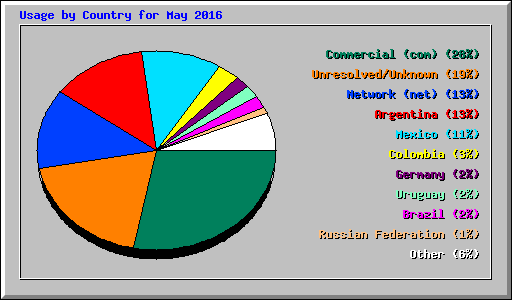 Usage by Country for May 2016
Commercial (com) (28%)
Unresolved/Unknown (19%)
Network (net) (13%)
Argentina (13%)
Mexico (11%)
Colombia (3%)
Germany (2%)
Uruguay (2%)
Brazil (2%)
Russian Federation (1%)
Other (6%)